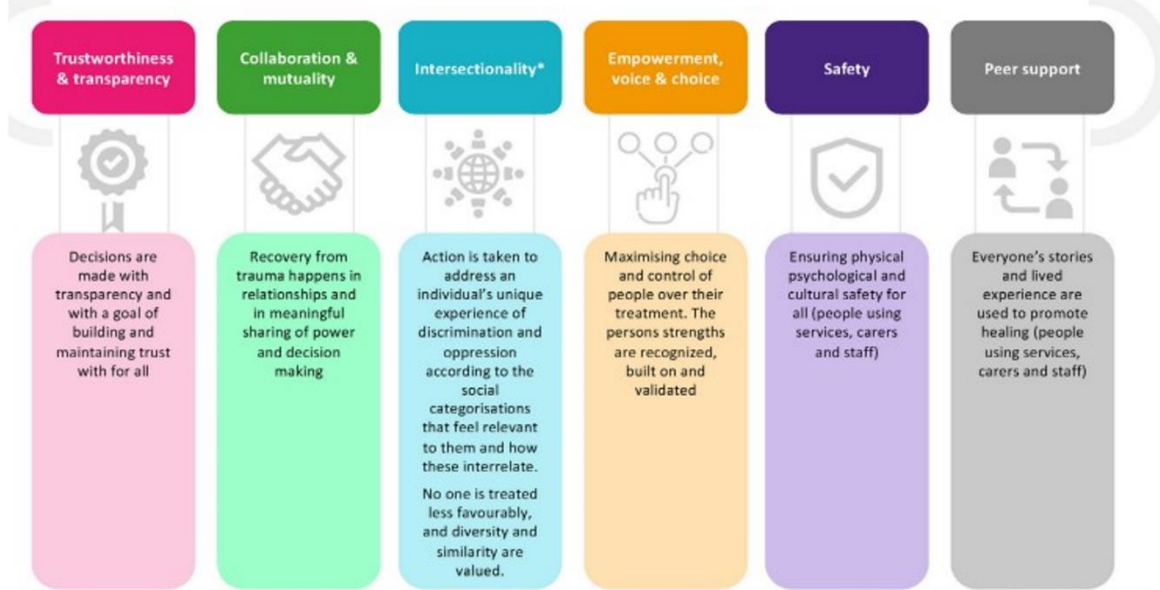 Trustworthiness
& transparency
Decisions are
made with
transparency and
with a goal of
building and
maintaining trust
with for all
Collaboration &
mutuality
Recovery from
trauma happens in
relationships and
in meaningful
sharing of power
and decision
making
Intersectionality*
Action is taken to
address an
individual's unique
experience of
discrimination and
oppression
according to the
social
categorisations
that feel relevant
to them and how
these interrelate.
No one is treated
less favourably,
and diversity and
similarity are
valued.
Empowerment,
voice & choice
Maximising choice
and control of
people over their
treatment. The
persons strengths
are recognized,
built on and
validated
Safety
Ensuring physical
psychological and
cultural safety for
all (people using
services, carers
and staff)
Peer support
Everyone's stories
and lived
experience are
used to promote
healing (people
using services,
carers and staff)